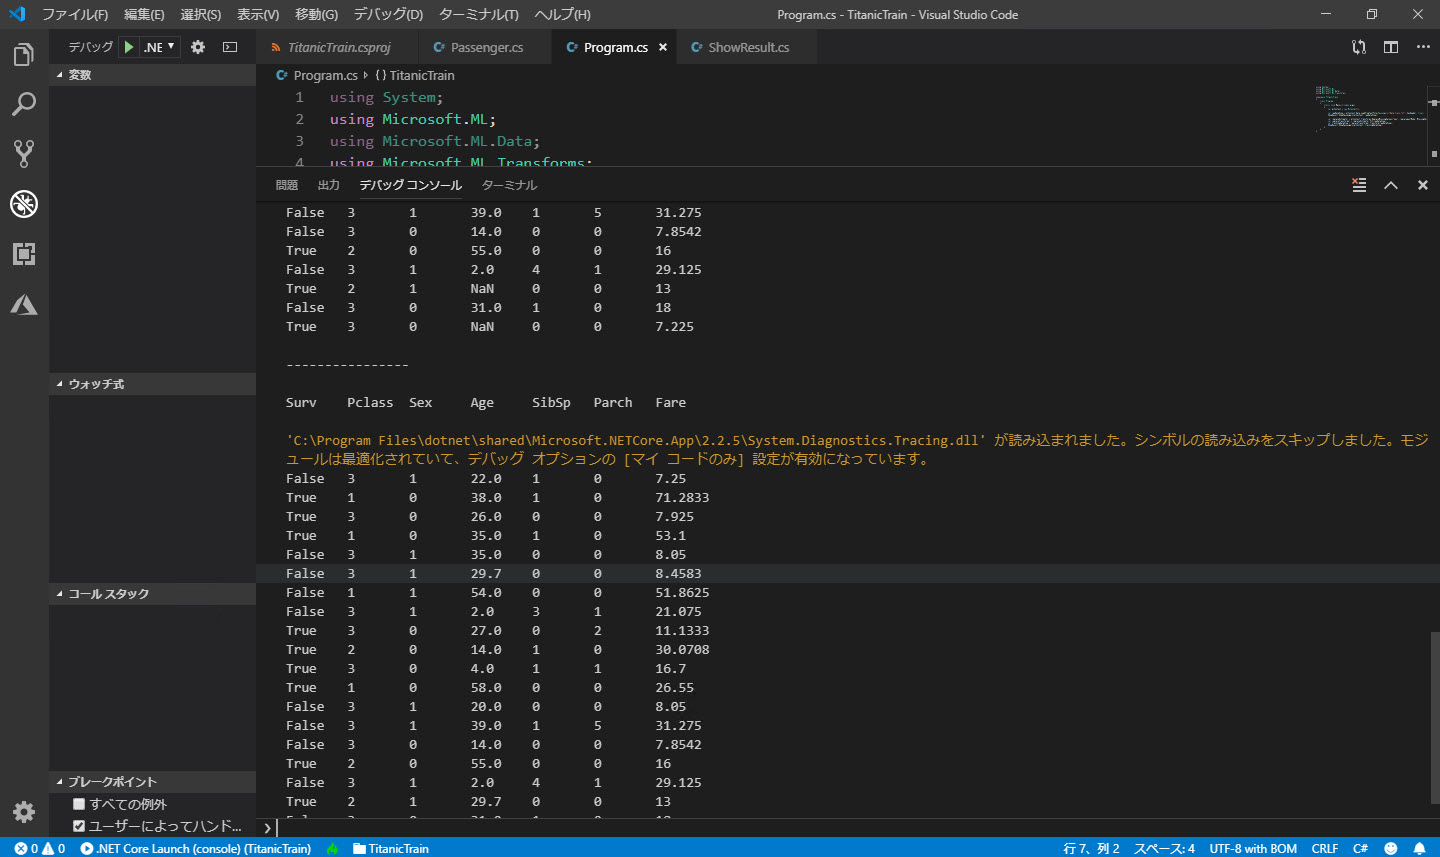 ファイル(F) 編集(E) 選択(S) 表示(V) 移動(G) デバッグ(D) ターミナル(T) ヘルプ(H) Program.cs - TitanicTrain - Visual Studio Code
デバッグ .NE TitanicTrain.csproj Passenger.cs Program.cs ShowResult.cs
変数
Program.cs {} TitanicTrain
1 using System;
2 using Microsoft.ML;
3 using Microsoft.ML.Data;
4 using Microsoft.ML.Transforms;
問題 出力 デバッグ コンソール ターミナル
False 3 1 39.0 1 5 31.275
False 3 0 14.0 0 0 7.8542
True 2 0 55.0 0 0 16
False 3 1 2.0 4 1 29.125
True 2 1 NaN 0 0 13
False 3 0 31.0 1 0 18
True 3 0 NaN 0 0 7.225
----------------
Surv Pclass Sex Age SibSp Parch Fare
'C:\Program Files\dotnet\shared\Microsoft.NETCore.App\2.2.5\System.Diagnostics.Tracing.dll' が読み込まれました。シンボルの読み込みをスキップしました。モジ
ュールは最適化されていて、デバッグ オプションの [マイ コードのみ] 設定が有効になっています。
False 3 1 22.0 1 0 7.25
True 1 0 38.0 1 0 71.2833
True 3 0 26.0 0 0 7.925
True 1 0 35.0 1 0 53.1
False 3 1 35.0 0 0 8.05
False 3 1 29.7 0 0 8.4583
False 1 1 54.0 0 0 51.8625
False 3 1 2.0 3 1 21.075
True 3 0 27.0 0 2 11.1333
True 2 0 14.0 1 0 30.0708
True 3 0 4.0 1 1 16.7
True 1 0 58.0 0 0 26.55
False 3 1 20.0 0 0 8.05
False 3 1 39.0 1 5 31.275
False 3 0 14.0 0 0 7.8542
True 2 0 55.0 0 0 16
False 3 1 2.0 4 1 29.125
True 2 1 29.7 0 0 13
ウォッチ式
コール スタック
ブレークポイント
すべての例外
ユーザーによってハンド...
0 0 .NET Core Launch (console) (TitanicTrain) TitanicTrain 行 7、列 2 スペース: 4 UTF-8 with BOM CRLF C#